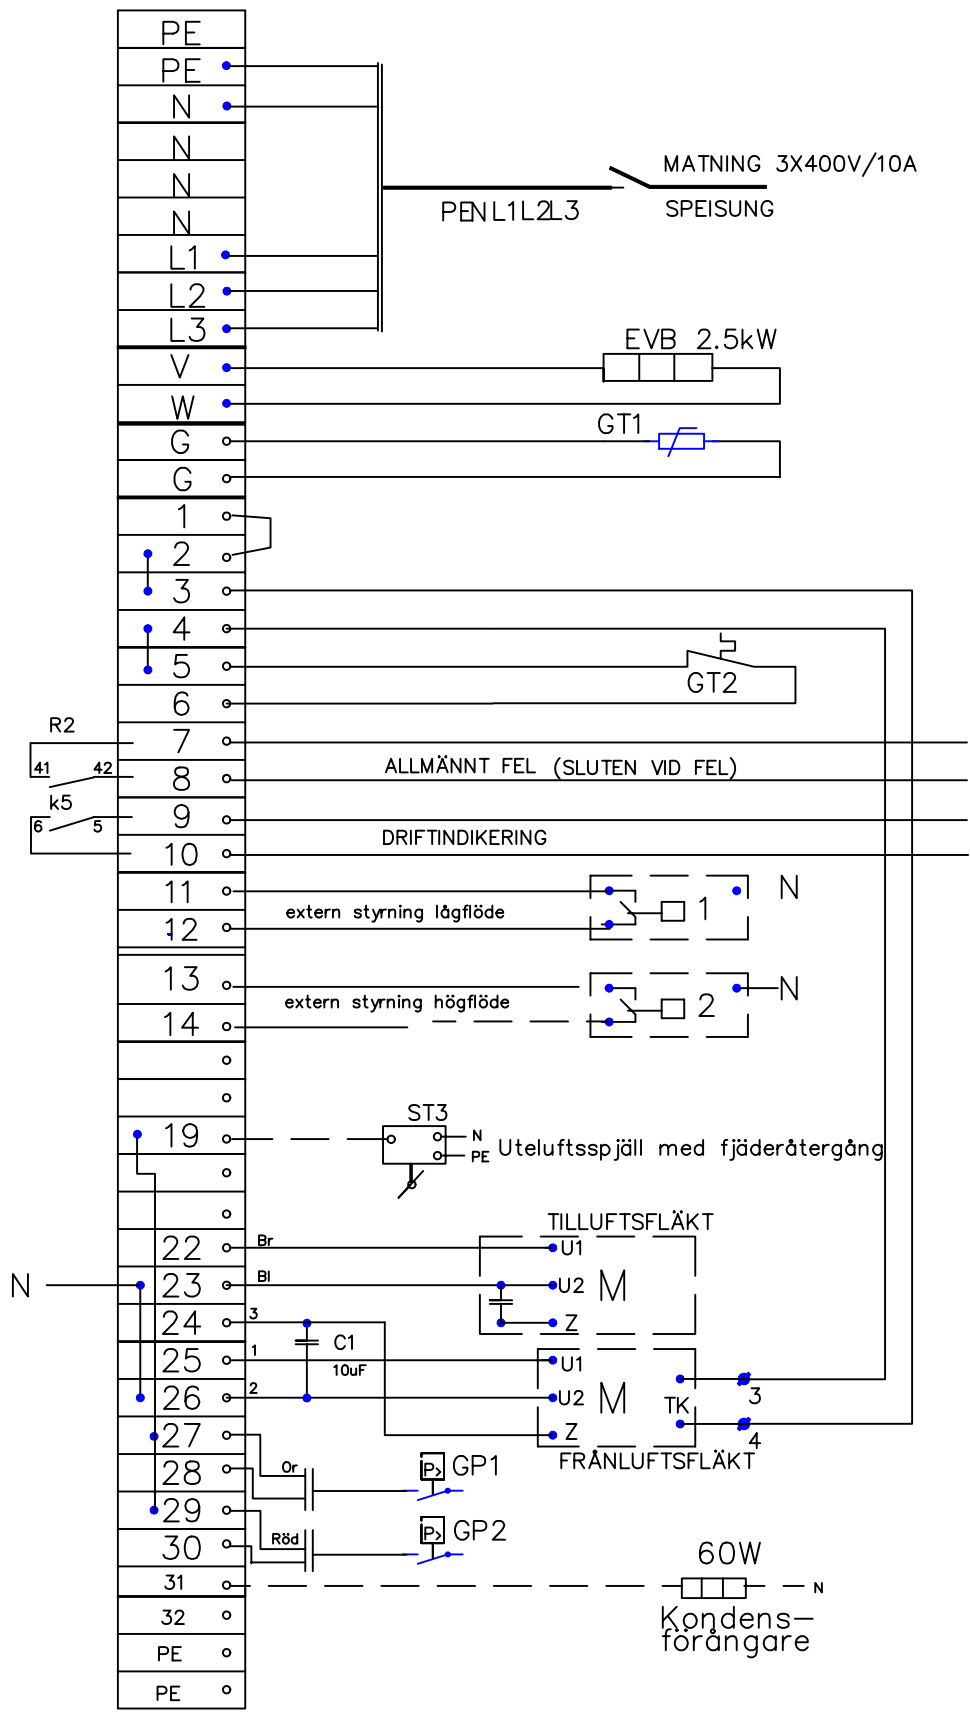 PE
PE
N
N
N
N
L1
L2
L3
MATNING 3X400V/10A
PENL1L2L3
SPEISUNG
V
EVB 2.5kW
W
G
GT1
G
1
2
3
4
5
GT2
6
R2
7
41 42
8
ALLMÄNNT FEL (SLUTEN VID FEL)
k5
6 5
9
DRIFTINDIKERING
10
11
N
extern styrning lågflöde
1
12
13
N
extern styrning högflöde
2
14
ST3
19
N
PE
Uteluftsspjäll med fjäderåtergång
TILLUFTSFLÄKT
22
Br
U1
N
23
Bl
U2
M
24
3
Z
C1
10uF
25
1
U1
26
2
U2
M
TK
3
27
Z
4
FRÅNLUFTSFLÄKT
28
Or
P>
GP1
29
30
Röd
P>
GP2
60W
31
N
Kondens-
förångare
32
PE
PE